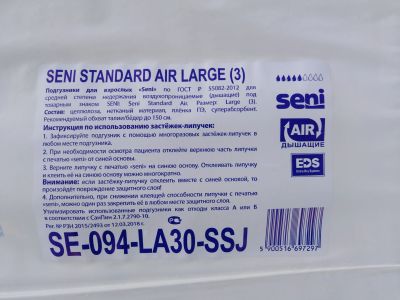 SENI STANDARD AIR LARGE (3)
Подгузники для взрослых «Seni» по ГОСТ Р 55082-2012 для
средней степени недержания воздухопроницаемые (дышащие) под
товарным знаком SENI: Seni Standard Air. Размер: Large (3).
Состав: целлюлоза, нетканый материал, плёнка ПЭ, суперабсорбент.
Рекомендуемый обхват талии/бёдер до 150 см.
Инструкция по использованию застёжек-липучек:
1. Зафиксируйте подгузник с помощью многоразовых застёжек-липучек в
любом месте подгузника.
2. При необходимости осмотра пациента отклейте верхнюю часть липучки
с печатью «seni» от синей основы.
3. Верните липучку с печатью «seni» на синюю основу. Отклеивать липучку
и клеить её на синюю основу можно многократно.
Внимание: если застёжку-липучку отклеить вместе с синей основой, то
произойдёт повреждение защитного слоя!
4. Дополнительно, при снижении клеящей способности липучки с печатью
«seni», можно один раз закрепить её в любом месте защитного слоя!
Утилизировать использованные подгузники как отходы класса А или Б
в соответствии с СанПин 2.1.7.2790-10.
Рег. № РЗН 2015/2493 от 12.03.2018 г.
SE-094-LA30-SSJ
seni
AIR
ДЫШАЩИЕ
EDS
5 900516 697297